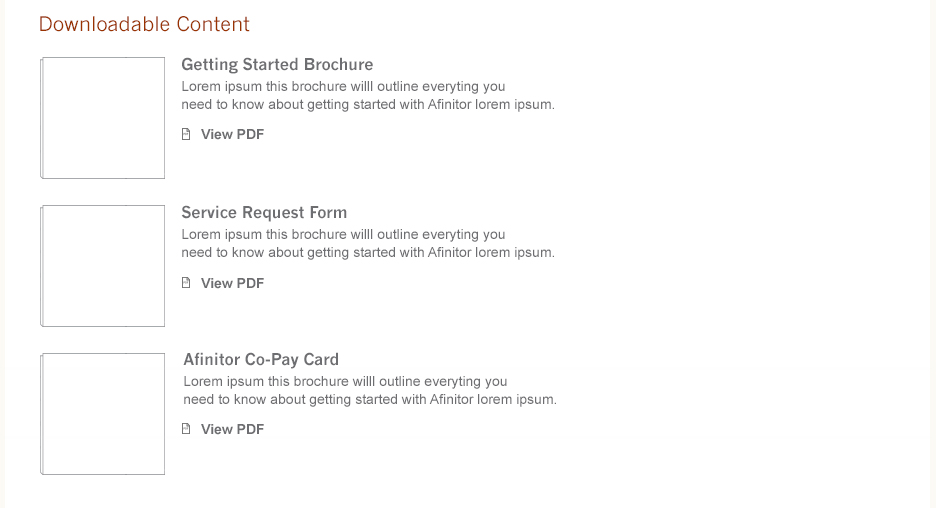 Downloadable Content
Getting Started Brochure
Lorem ipsum this brochure willl outline everyting you
need to know about getting started with Afinitor lorem ipsum.
View PDF
Service Request Form
Lorem ipsum this brochure willl outline everyting you
need to know about getting started with Afinitor lorem ipsum.
View PDF
Afinitor Co-Pay Card
Lorem ipsum this brochure willl outline everyting you
need to know about getting started with Afinitor lorem ipsum.
View PDF